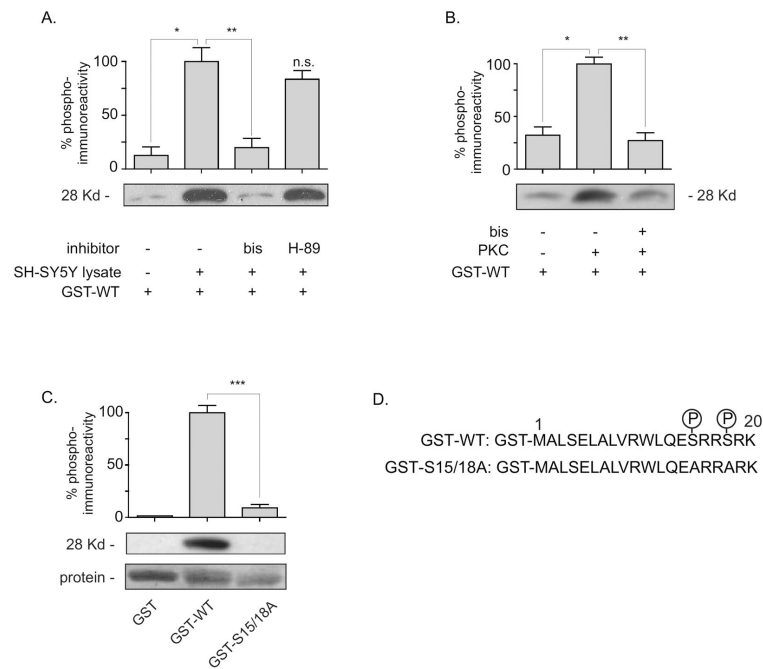 A.
* **
n.s.
% phospho-
immunoreactivity
100
50
0
28 Kd -
inhibitor - - bis H-89
SH-SY5Y lysate - + + +
GST-WT + + + +
B.
* **
% phospho-
immunoreactivity
100
50
0
- 28 Kd
bis - - +
PKC - + +
GST-WT + + +
C.
***
% phospho-
immunoreactivity
100
50
0
28 Kd -
protein -
GST
GST-WT
GST-S15/18A
D.
P P
1 20
GST-WT: GST-MALSELALVRWLQESRRSRK
GST-S15/18A: GST-MALSELALVRWLQEARRARK